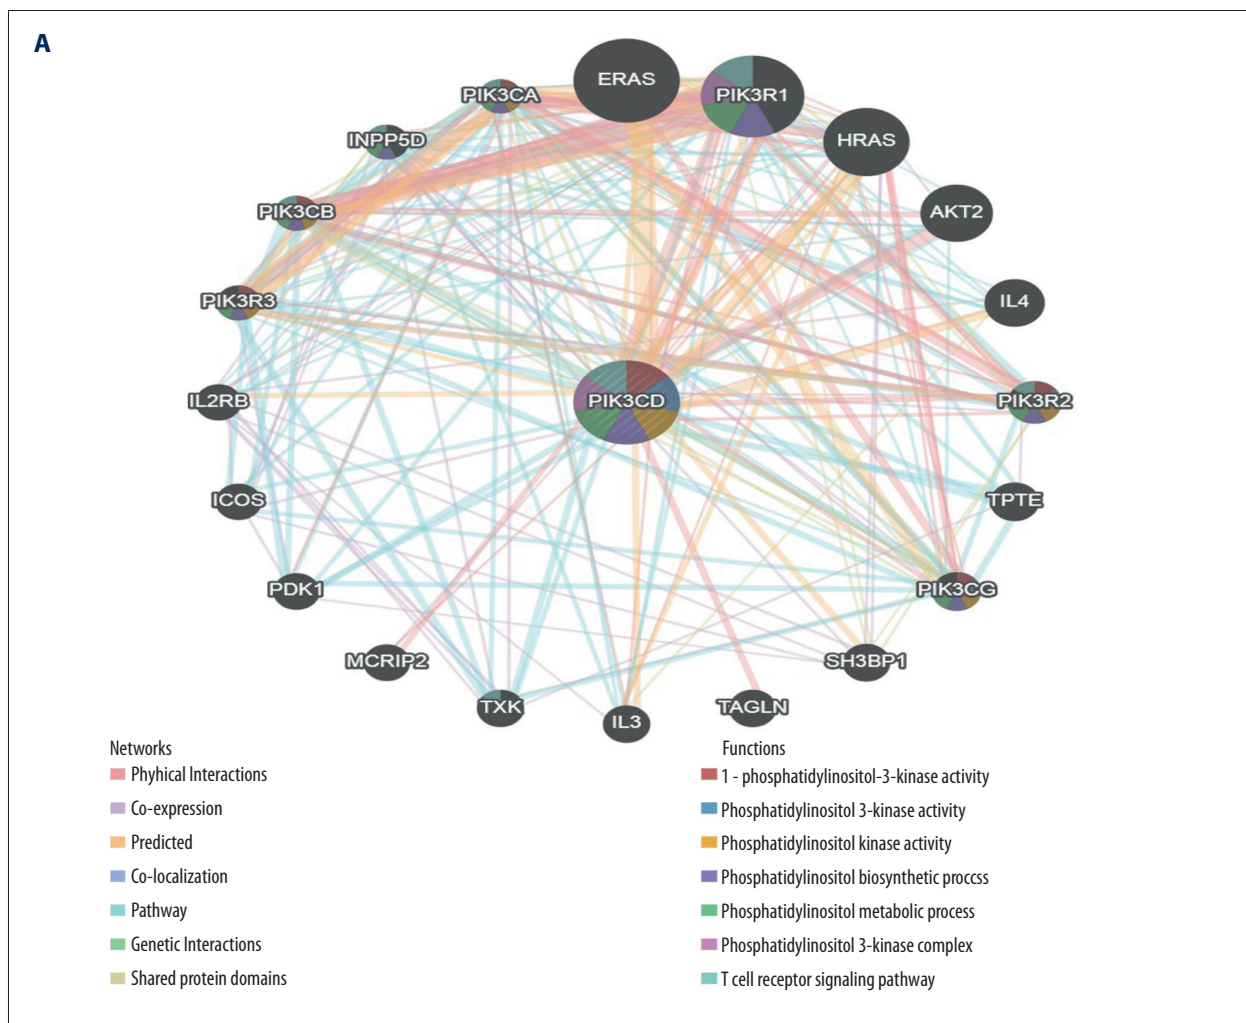 A
ERAS
PIK3R1
PIK3CA
HRAS
INPP5D
PIK3CB
AKT2
PIK3R3
IL4
PIK3CD
IL2RB
PIK3R2
ICOS
TPTE
PDK1
PIK3CG
MCRIP2
SH3BP1
TXK
IL3
TAGLN
Networks
Phyhical Interactions
Co-expression
Predicted
Co-localization
Pathway
Genetic Interactions
Shared protein domains
Functions
1 - phosphatidylinositol-3-kinase activity
Phosphatidylinositol 3-kinase activity
Phosphatidylinositol kinase activity
Phosphatidylinositol biosynthetic proccss
Phosphatidylinositol metabolic process
Phosphatidylinositol 3-kinase complex
T cell receptor signaling pathway